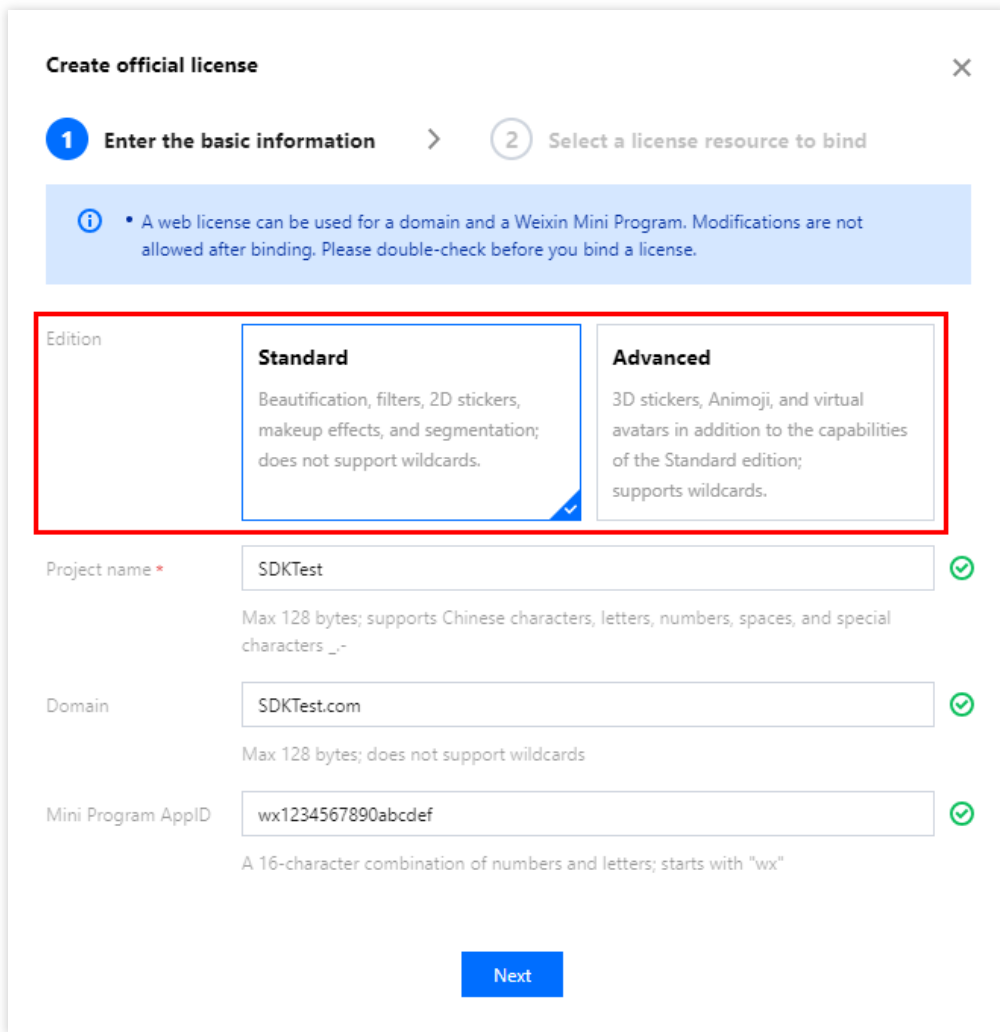 Create official license
1 Enter the basic information
2 Select a license resource to bind
• A web license can be used for a domain and a Weixin Mini Program. Modifications are not
allowed after binding. Please double-check before you bind a license.
Edition
Standard
Beautification, filters, 2D stickers,
makeup effects, and segmentation;
does not support wildcards.
Advanced
3D stickers, Animoji, and virtual
avatars in addition to the capabilities
of the Standard edition;
supports wildcards.
Project name *
SDKTest
Max 128 bytes; supports Chinese characters, letters, numbers, spaces, and special
characters _.-
Domain
SDKTest.com
Max 128 bytes; does not support wildcards
Mini Program AppID
wx1234567890abcdef
A 16-character combination of numbers and letters; starts with "wx"
Next